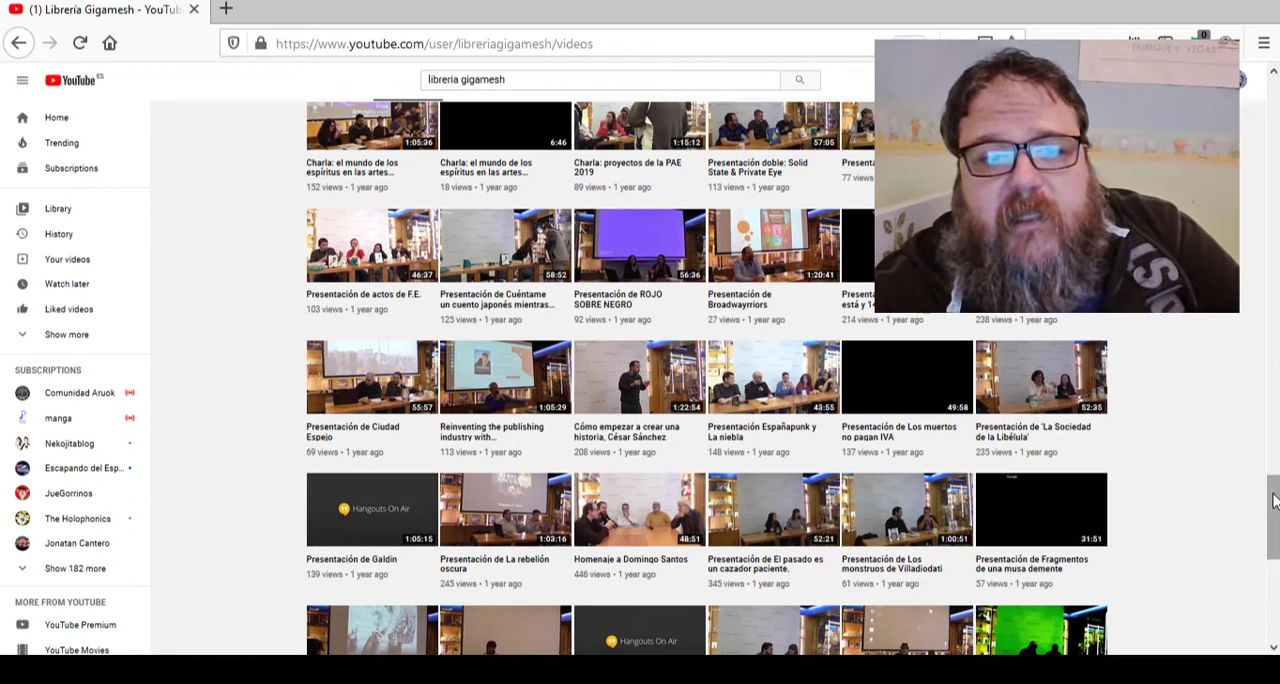 (1) Librería Gigamesh - YouTub
https://www.youtube.com/user/libreriagigamesh/videos
0
ENRIQUE V. VEGAS
YouTube ES
libreria gigamesh
Home
Trending
Subscriptions
Library
History
Your videos
Watch later
Liked videos
Show more
SUBSCRIPTIONS
Comunidad Aruok
manga
Nekojitablog
Escapando del Esp...
JueGorrinos
The Holophonics
Jonatan Cantero
Show 182 more
MORE FROM YOUTUBE
YouTube Premium
YouTube Movies
1:05:36
6:46
1:15:12
57:05
Charla: el mundo de los
espíritus en las artes...
152 views • 1 year ago
Charla: el mundo de los
espíritus en las artes...
18 views • 1 year ago
Charla: proyectos de la PAE
2019
89 views • 1 year ago
Presentación doble: Solid
State & Private Eye
113 views • 1 year ago
Presenta
77 views
46:37
58:52
56:36
1:20:41
Presentación de actos de F.E.
103 views • 1 year ago
Presentación de Cuéntame
un cuento japonés mientras...
125 views • 1 year ago
Presentación de ROJO
SOBRE NEGRO
92 views • 1 year ago
Presentación de
Broadwayrriors
27 views • 1 year ago
Presenta
está y 14
214 views • 1 year ago
238 views • 1 year ago
55:57
1:05:29
1:22:54
43:55
49:58
52:35
Presentación de Ciudad
Espejo
69 views • 1 year ago
Reinventing the publishing
industry with...
113 views • 1 year ago
Cómo empezar a crear una
historia, César Sánchez
208 views • 1 year ago
Presentación Españapunk y
La niebla
148 views • 1 year ago
Presentación de Los muertos
no pagan IVA
137 views • 1 year ago
Presentación de 'La Sociedad
de la Libélula'
235 views • 1 year ago
Hangouts On Air
1:05:15
1:03:16
48:51
52:21
1:00:51
31:51
Presentación de Galdin
139 views • 1 year ago
Presentación de La rebelión
oscura
245 views • 1 year ago
Homenaje a Domingo Santos
446 views • 1 year ago
Presentación de El pasado es
un cazador paciente.
345 views • 1 year ago
Presentación de Los
monstruos de Villadiodati
61 views • 1 year ago
Presentación de Fragmentos
de una musa demente
57 views • 1 year ago
Hangouts On Air